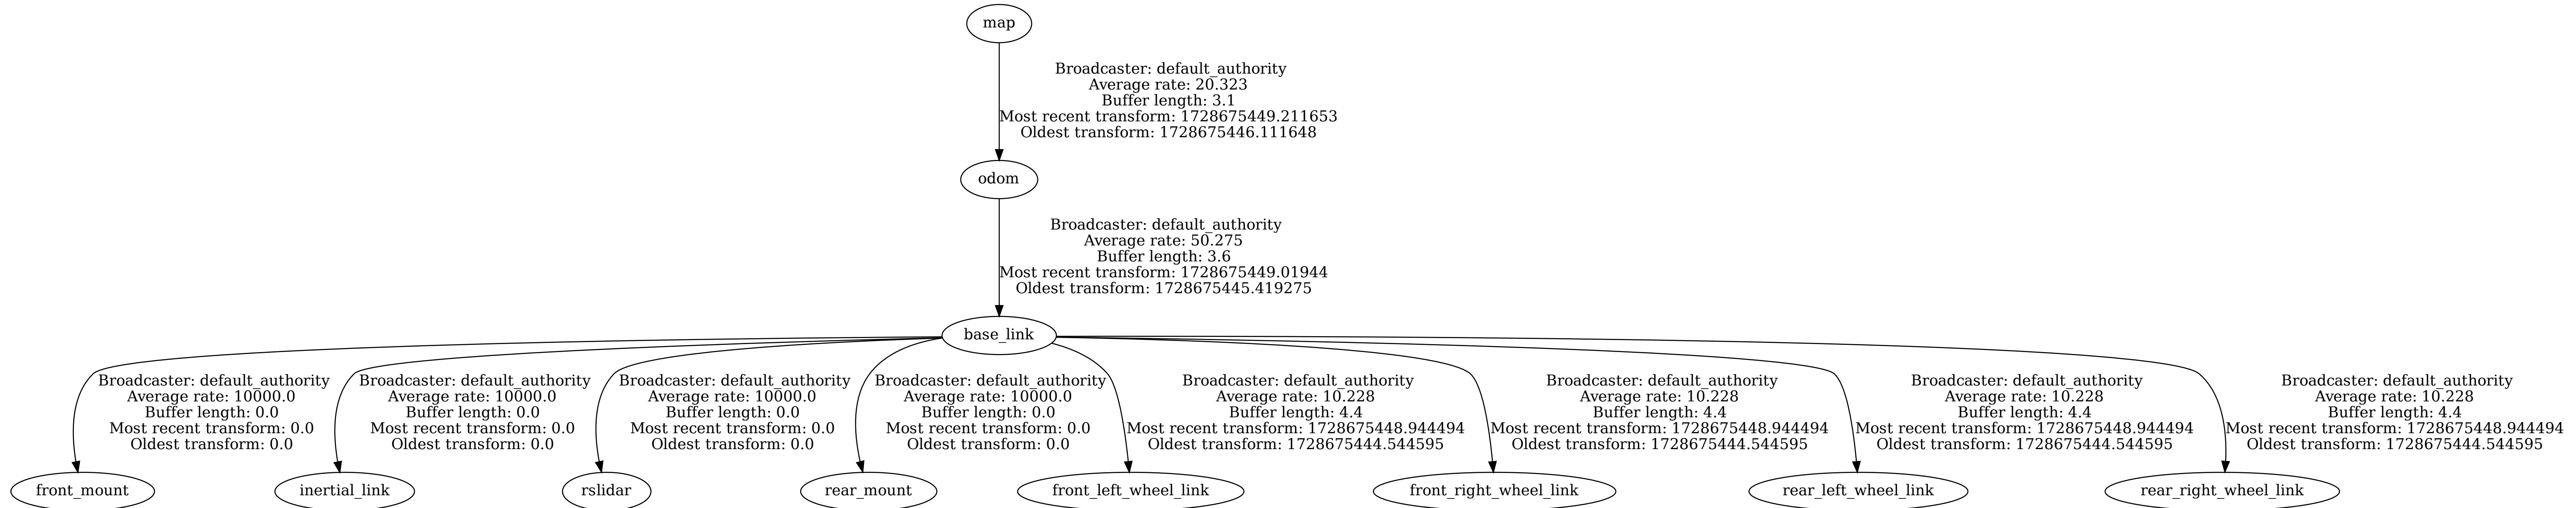 map
Broadcaster: default_authority
Average rate: 20.323
Buffer length: 3.1
Most recent transform: 1728675449.211653
Oldest transform: 1728675446.111648
odom
Broadcaster: default_authority
Average rate: 50.275
Buffer length: 3.6
Most recent transform: 1728675449.01944
Oldest transform: 1728675445.419275
base_link
Broadcaster: default_authority
Average rate: 10000.0
Buffer length: 0.0
Most recent transform: 0.0
Oldest transform: 0.0
Broadcaster: default_authority
Average rate: 10000.0
Buffer length: 0.0
Most recent transform: 0.0
Oldest transform: 0.0
Broadcaster: default_authority
Average rate: 10000.0
Buffer length: 0.0
Most recent transform: 0.0
Oldest transform: 0.0
Broadcaster: default_authority
Average rate: 10000.0
Buffer length: 0.0
Most recent transform: 0.0
Oldest transform: 0.0
Broadcaster: default_authority
Average rate: 10.228
Buffer length: 4.4
Most recent transform: 1728675448.944494
Oldest transform: 1728675444.544595
Broadcaster: default_authority
Average rate: 10.228
Buffer length: 4.4
Most recent transform: 1728675448.944494
Oldest transform: 1728675444.544595
Broadcaster: default_authority
Average rate: 10.228
Buffer length: 4.4
Most recent transform: 1728675448.944494
Oldest transform: 1728675444.544595
Broadcaster: default_authority
Average rate: 10.228
Buffer length: 4.4
Most recent transform: 1728675448.944494
Oldest transform: 1728675444.544595
front_mount
inertial_link
rslidar
rear_mount
front_left_wheel_link
front_right_wheel_link
rear_left_wheel_link
rear_right_wheel_link